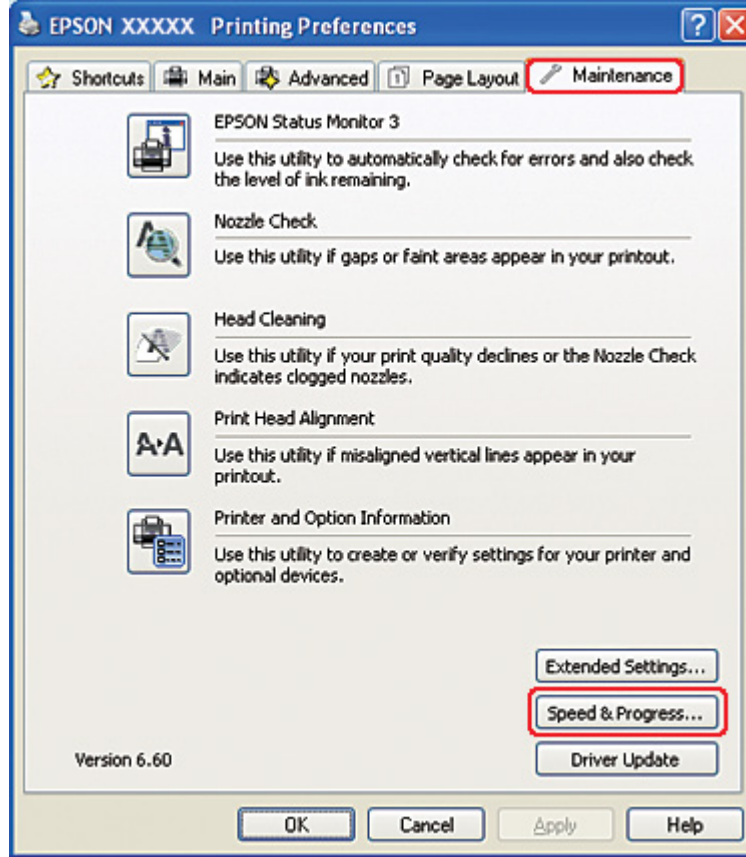 EPSON XXXXX Printing Preferences
Shortcuts Main Advanced Page Layout Maintenance
EPSON Status Monitor 3
Use this utility to automatically check for errors and also check
the level of ink remaining.
Nozzle Check
Use this utility if gaps or faint areas appear in your printout.
Head Cleaning
Use this utility if your print quality declines or the Nozzle Check
indicates clogged nozzles.
Print Head Alignment
A·A
Use this utility if misaligned vertical lines appear in your
printout.
Printer and Option Information
Use this utility to create or verify settings for your printer and
optional devices.
Extended Settings...
Speed & Progress...
Version 6.60 Driver Update
OK Cancel Apply Help